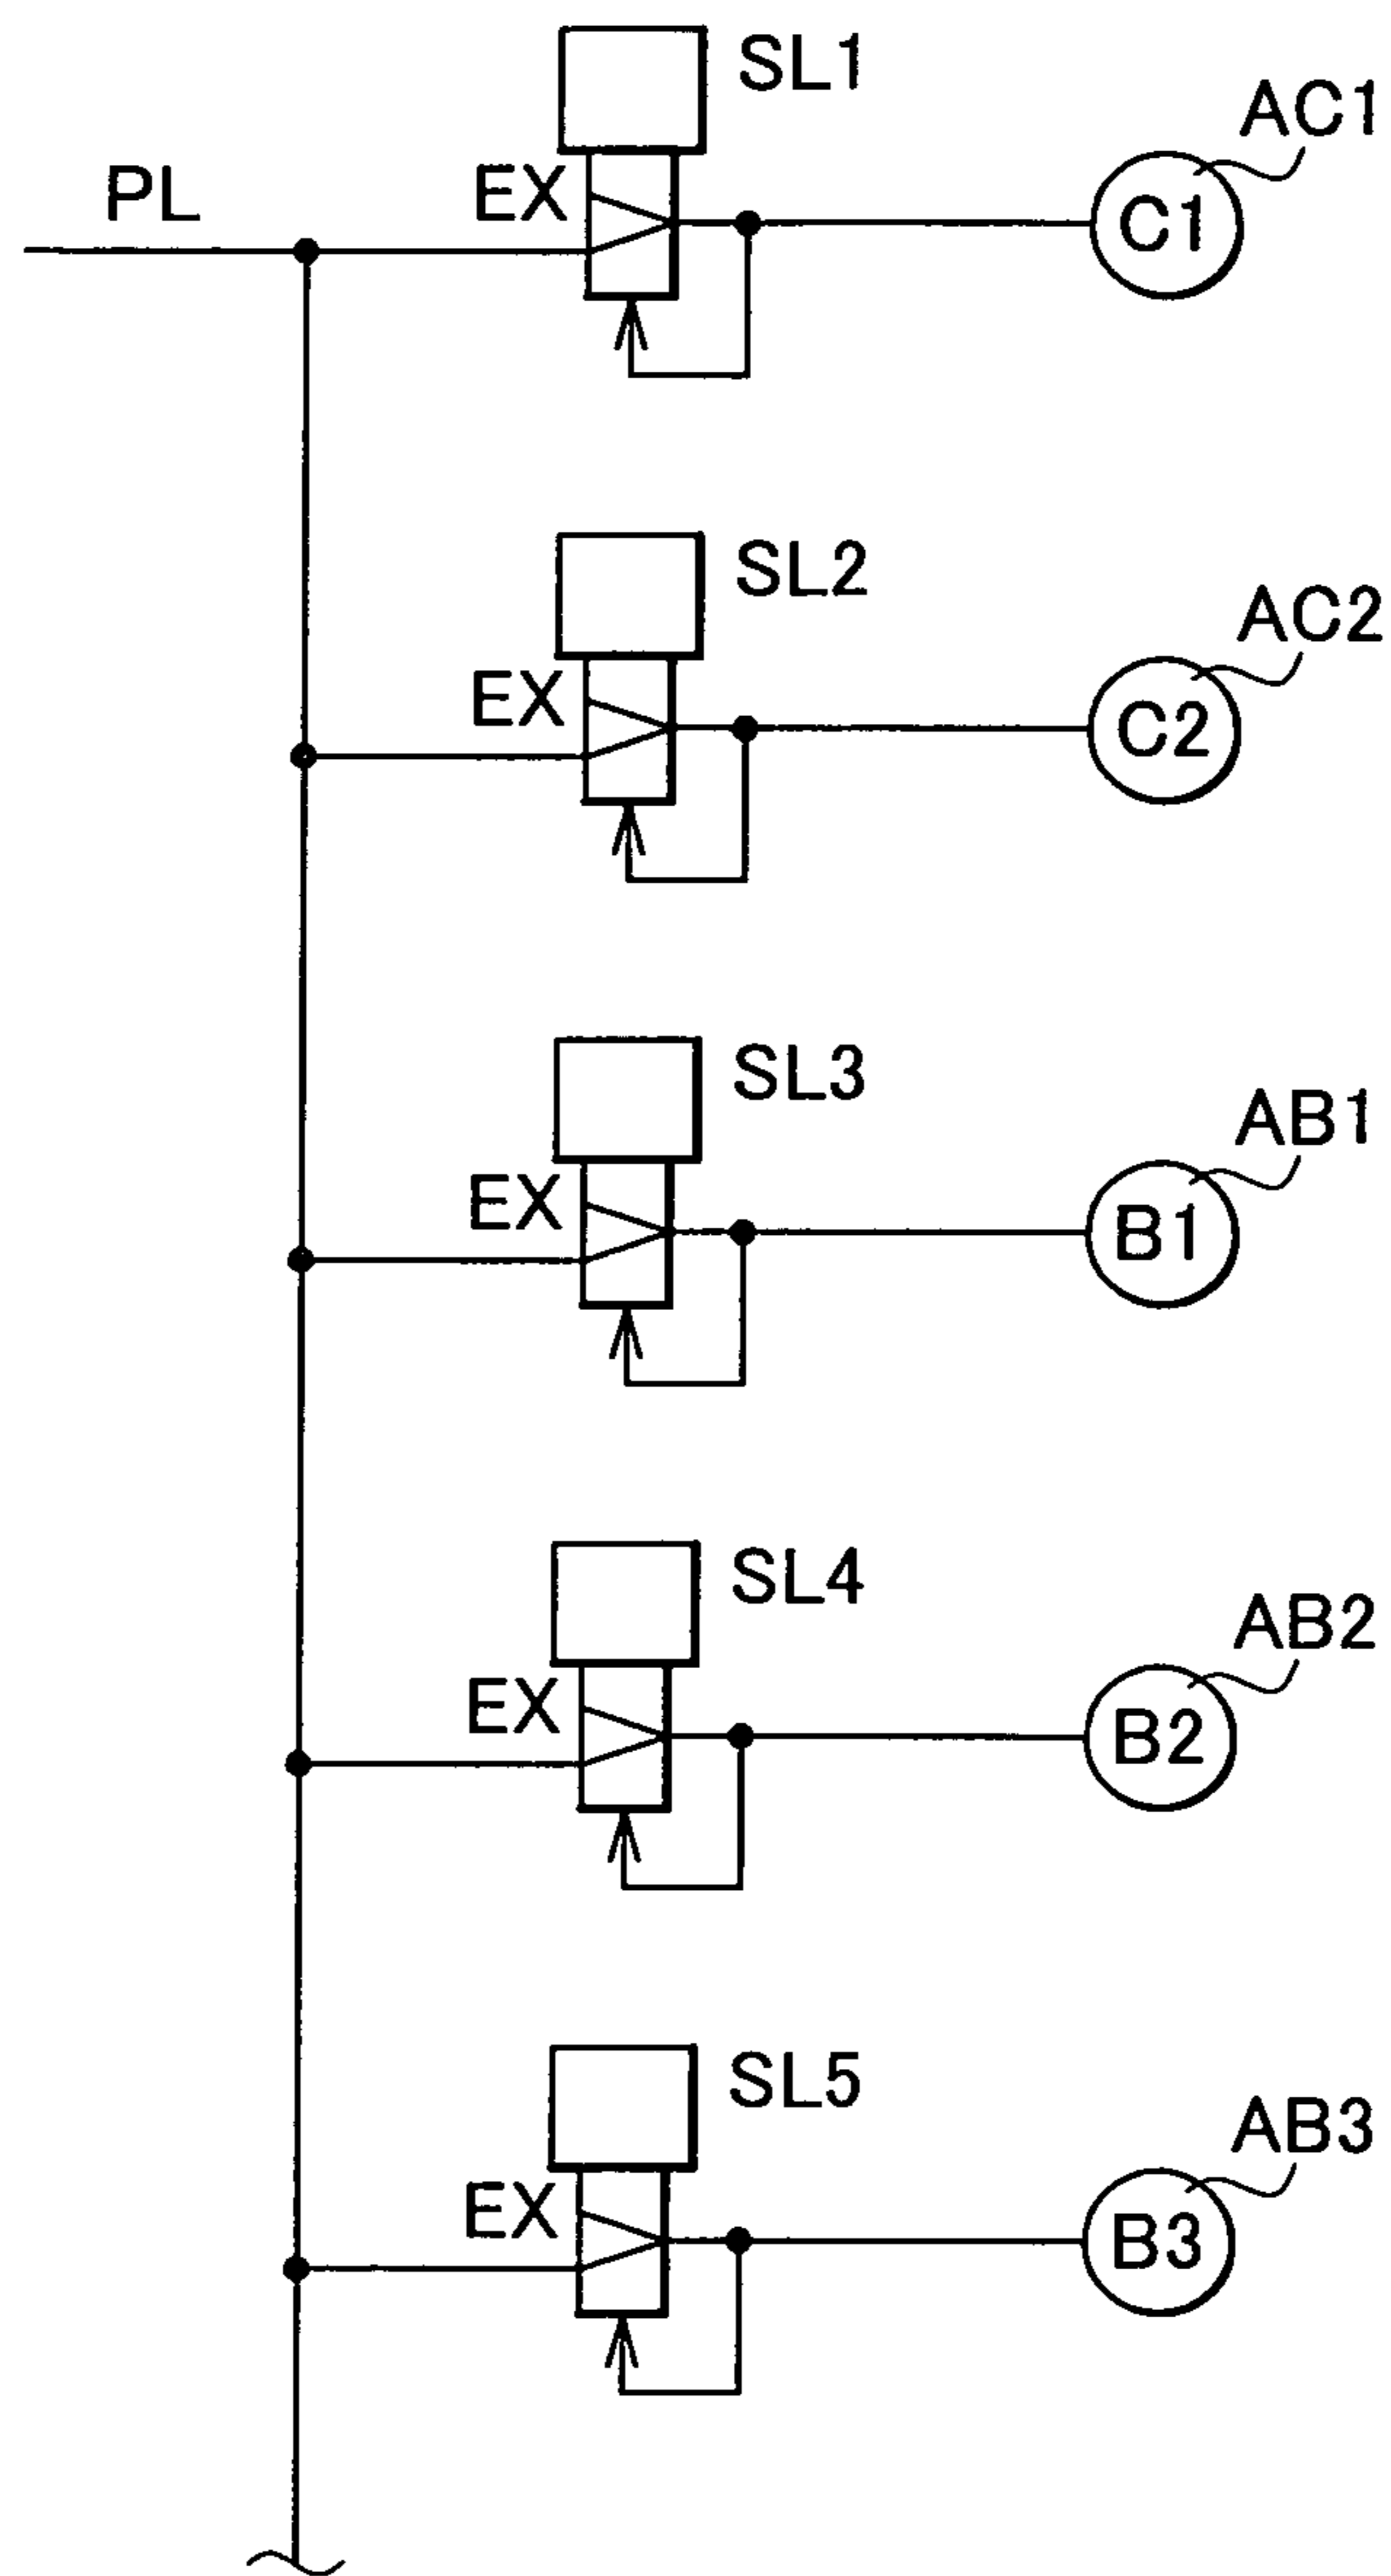 SL1
AC1
PL
EX
C1
SL2
AC2
EX
C2
SL3
AB1
EX
B1
SL4
AB2
EX
B2
SL5
AB3
EX
B3